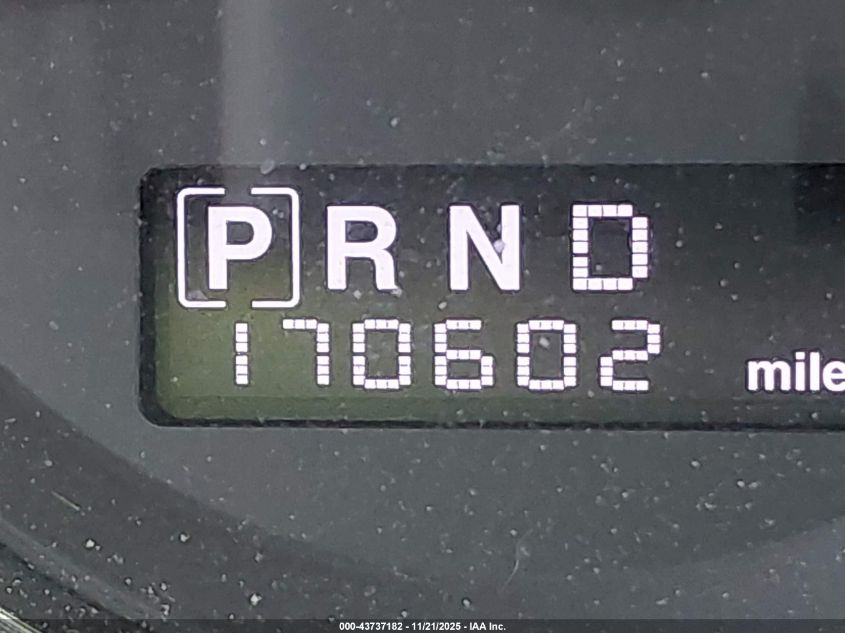 [P] R N D
170602
mile
000-43737182 - 11/21/2025 - IAA Inc.